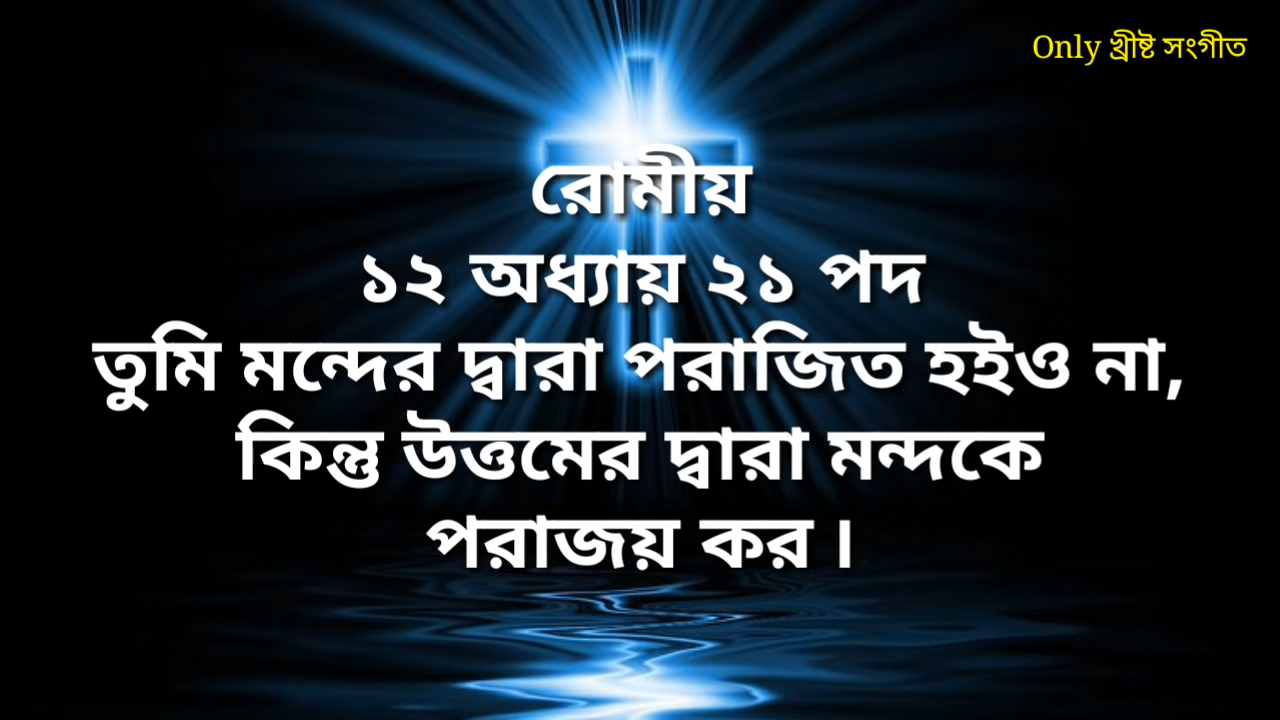 Only খ্রীষ্ট সংগীত
রোমীয়
১২ অধ্যায় ২১ পদ
তুমি মন্দের দ্বারা পরাজিত হইও না,
কিন্তু উত্তমের দ্বারা মন্দকে
পরাজয় কর ।